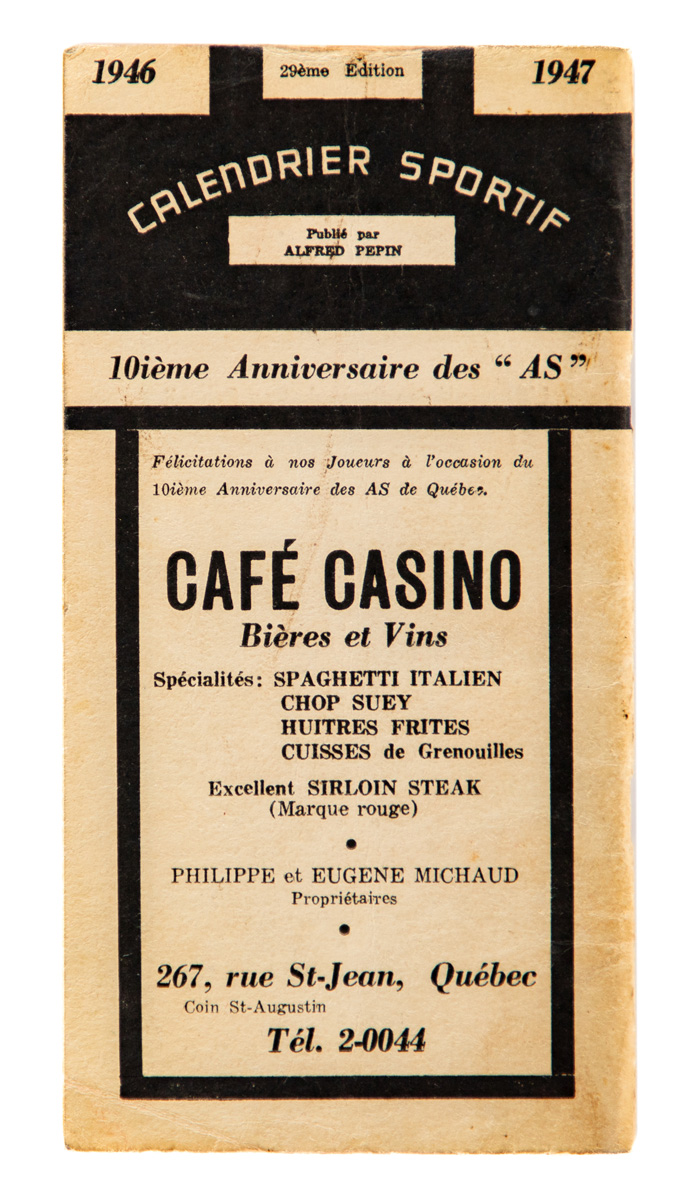 1946 29ème Edition 1947
CALENDRIER SPORTIF
Publié par
ALFRED PEPIN
10ième Anniversaire des “ AS ”
Félicitations à nos Joueurs à l'occasion du
10ième Anniversaire des AS de Québec.
CAFÉ CASINO
Bières et Vins
Spécialités: SPAGHETTI ITALIEN
CHOP SUEY
HUITRES FRITES
CUISSES de Grenouilles
Excellent SIRLOIN STEAK
(Marque rouge)
PHILIPPE et EUGENE MICHAUD
Propriétaires
267, rue St-Jean, Québec
Coin St-Augustin
Tél. 2-0044